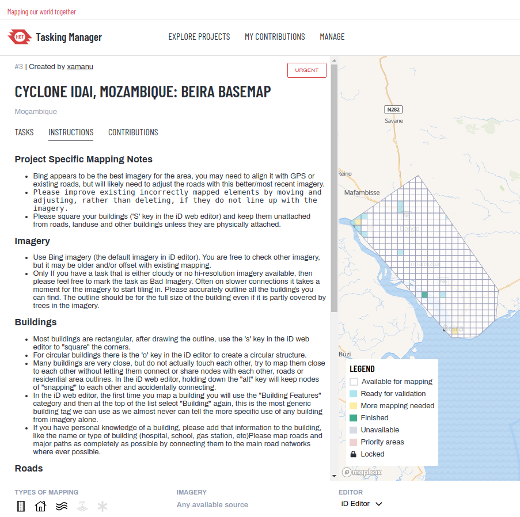 Mapping our world together
HOT Tasking Manager
EXPLORE PROJECTS MY CONTRIBUTIONS MANAGE
#3 | Created by xamanu
URGENT
CYCLONE IDAI, MOZAMBIQUE: BEIRA BASEMAP
Moçambique
TASKS INSTRUCTIONS CONTRIBUTIONS
Project Specific Mapping Notes
• Bing appears to be the best imagery for the area, you may need to align it with GPS or
existing roads, but will likely need to adjust the roads with this better/most recent imagery.
• Please improve existing incorrectly mapped elements by moving and
adjusting, rather than deleting, if they do not line up with the
imagery.
• Please square your buildings ('S' key in the iD web editor) and keep them unattached
from roads, landuse and other buildings unless they are physically attached.
Imagery
• Use Bing imagery (the default imagery in iD editor). You are free to check other imagery,
but it may be older and/or offset with existing mapping.
• Only If you have a task that is either cloudy or no hi-resolution imagery available, then
please feel free to mark the task as Bad Imagery. Often on slower connections it takes a
moment for the imagery to start filling in. Please accurately outline all the buildings you
can find. The outline should be for the full size of the building even if it is partly covered by
trees in the imagery.
Buildings
• Most buildings are rectangular, after drawing the outline, use the 's' key in the iD web
editor to "square" the corners.
• For circular buildings there is the 'o' key in the iD editor to create a circular structure.
• Many buildings are very close, but do not actually touch each other, try to map them close
to each other without letting them connect or share nodes with each other, roads or
residential area outlines. In the iD web editor, holding down the "alt" key will keep nodes
of "snapping" to each other and accidentally connecting.
• In the iD web editor, the first time you map a building you will use the "Building Features"
category and then at the top of the list select "Building" again, this is the most generic
building tag we can use as we almost never can tell the more specific use of any building
from imagery alone.
• If you have personal knowledge of a building, please add that information to the building,
like the name or type of building (hospital, school, gas station, etc)Please map roads and
major paths as completely as possible by connecting them to the main road networks
where ever possible.
Roads
TYPES OF MAPPING
IMAGERY
Any available source
EDITOR
iD Editor
N282
Savane
Mafambisse
Búzi
LEGEND
Available for mapping
Ready for validation
More mapping needed
Finished
Unavailable
Priority areas
Locked
mapbox